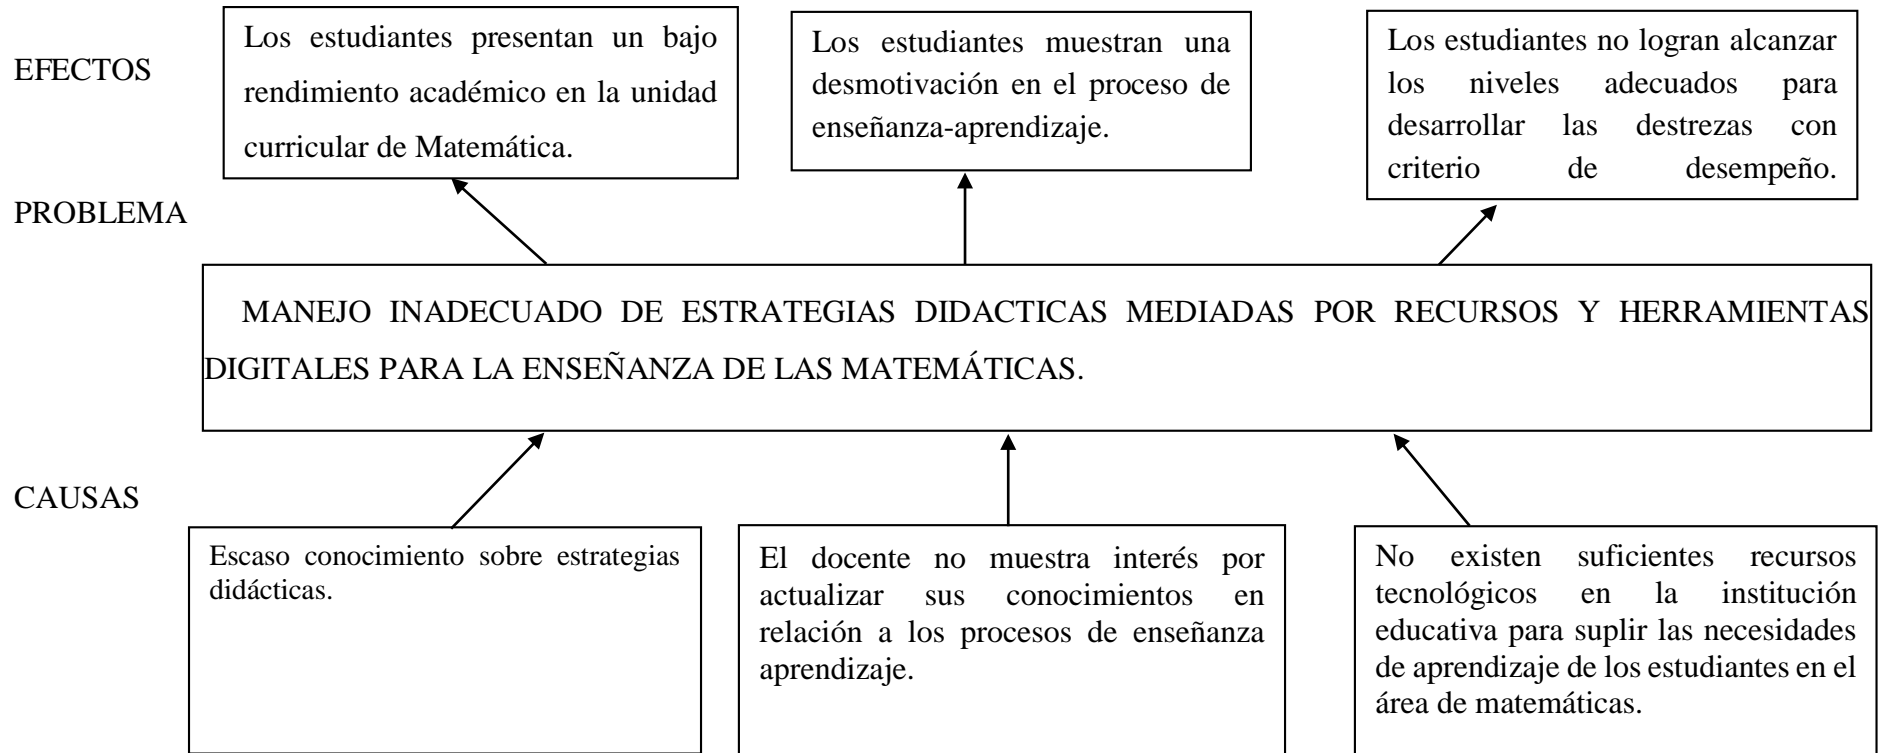 EFECTOS
Los estudiantes presentan un bajo
rendimiento académico en la unidad
curricular de Matemática.
Los estudiantes muestran una
desmotivación en el proceso de
enseñanza-aprendizaje.
Los estudiantes no logran alcanzar
los niveles adecuados para
desarrollar las destrezas con
criterio de desempeño.
PROBLEMA
MANEJO INADECUADO DE ESTRATEGIAS DIDACTICAS MEDIADAS POR RECURSOS Y HERRAMIENTAS
DIGITALES PARA LA ENSEÑANZA DE LAS MATEMÁTICAS.
CAUSAS
Escaso conocimiento sobre estrategias
didácticas.
El docente no muestra interés por
actualizar sus conocimientos en
relación a los procesos de enseñanza
aprendizaje.
No existen suficientes recursos
tecnológicos en la institución
educativa para suplir las necesidades
de aprendizaje de los estudiantes en el
área de matemáticas.